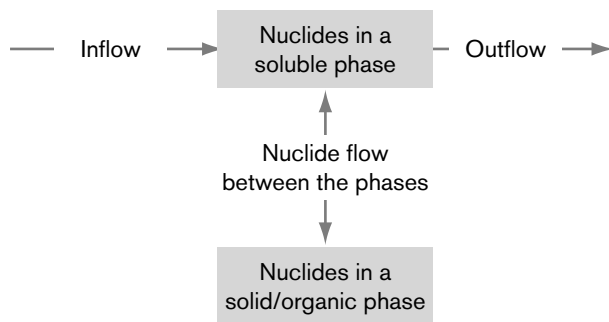 Inflow
Nuclides in a
soluble phase
Outflow
Nuclide flow
between the phases
Nuclides in a
solid/organic phase